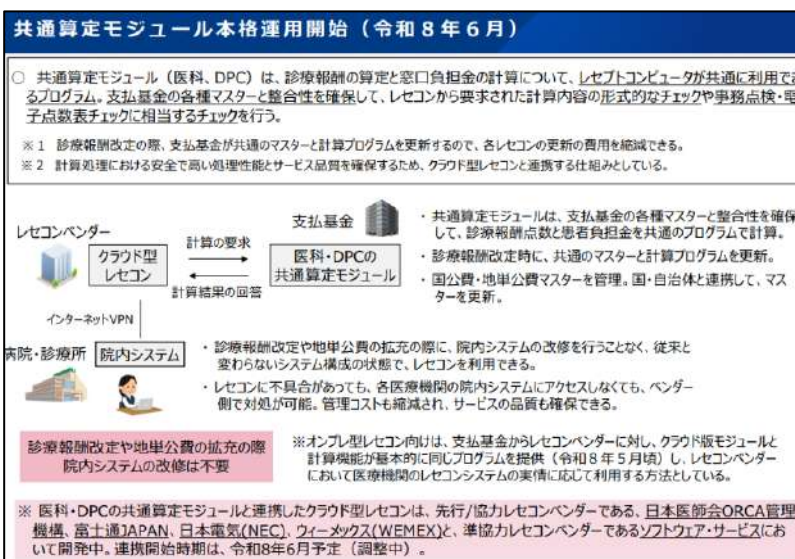 共通算定モジュール本格運用開始（令和８年６月）
○ 共通算定モジュール（医科、DPC）は、診療報酬の算定と窓口負担金の計算について、レセプトコンピュータが共通に利用でき
るプログラム。支払基金の各種マスターと整合性を確保して、レセコンから要求された計算内容の形式的なチェックや事務点検・電
子点数表チェックに相当するチェックを行う。
※１ 診療報酬改定の際、支払基金が共通のマスターと計算プログラムを更新するので、各レセコンの更新の費用を縮減できる。
※２ 計算処理における安全で高い処理性能とサービス品質を確保するため、クラウド型レセコンと連携する仕組みとしている。
レセコンベンダー
クラウド型
レセコン
計算の要求
計算結果の回答
支払基金
医科・DPCの
共通算定モジュール
・ 共通算定モジュールは、支払基金の各種マスターと整合性を確保
して、診療報酬点数と患者負担金を共通のプログラムで計算。
・ 診療報酬改定時に、共通のマスターと計算プログラムを更新。
・ 国公費・地単公費マスターを管理。国・自治体と連携して、マス
ターを更新。
インターネットVPN
病院・診療所
院内システム
・ 診療報酬改定や地単公費の拡充の際に、院内システムの改修を行うことなく、従来と
変わらないシステム構成の状態で、レセコンを利用できる。
・ レセコンに不具合があっても、各医療機関の院内システムにアクセスしなくても、ベンダー
側で対処が可能。管理コストも縮減され、サービスの品質も確保できる。
診療報酬改定や地単公費の拡充の際
院内システムの改修は不要
※オンプレ型レセコン向けは、支払基金からレセコンベンダーに対し、クラウド版モジュールと
計算機能が基本的に同じプログラムを提供（令和８年５月頃）し、レセコンベンダー
において医療機関のレセコンシステムの実情に応じて利用する方法としている。
※ 医科・DPCの共通算定モジュールと連携したクラウド型レセコンは、先行/協力レセコンベンダーである、日本医師会ORCA管理
機構、富士通JAPAN、日本電気(NEC)、ウィーメックス(WEMEX)と、準協力レセコンベンダーであるソフトウェア・サービスにお
いて開発中。連携開始時期は、令和8年6月予定（調整中）。